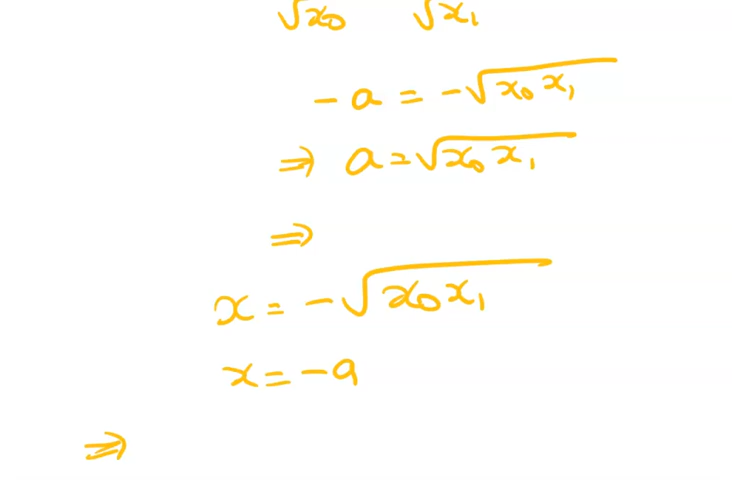 √x₀ √x₁
-a = -√x₀x₁
⇒ a = √x₀x₁
⇒
x = -√x₀x₁
x = -a
⇒